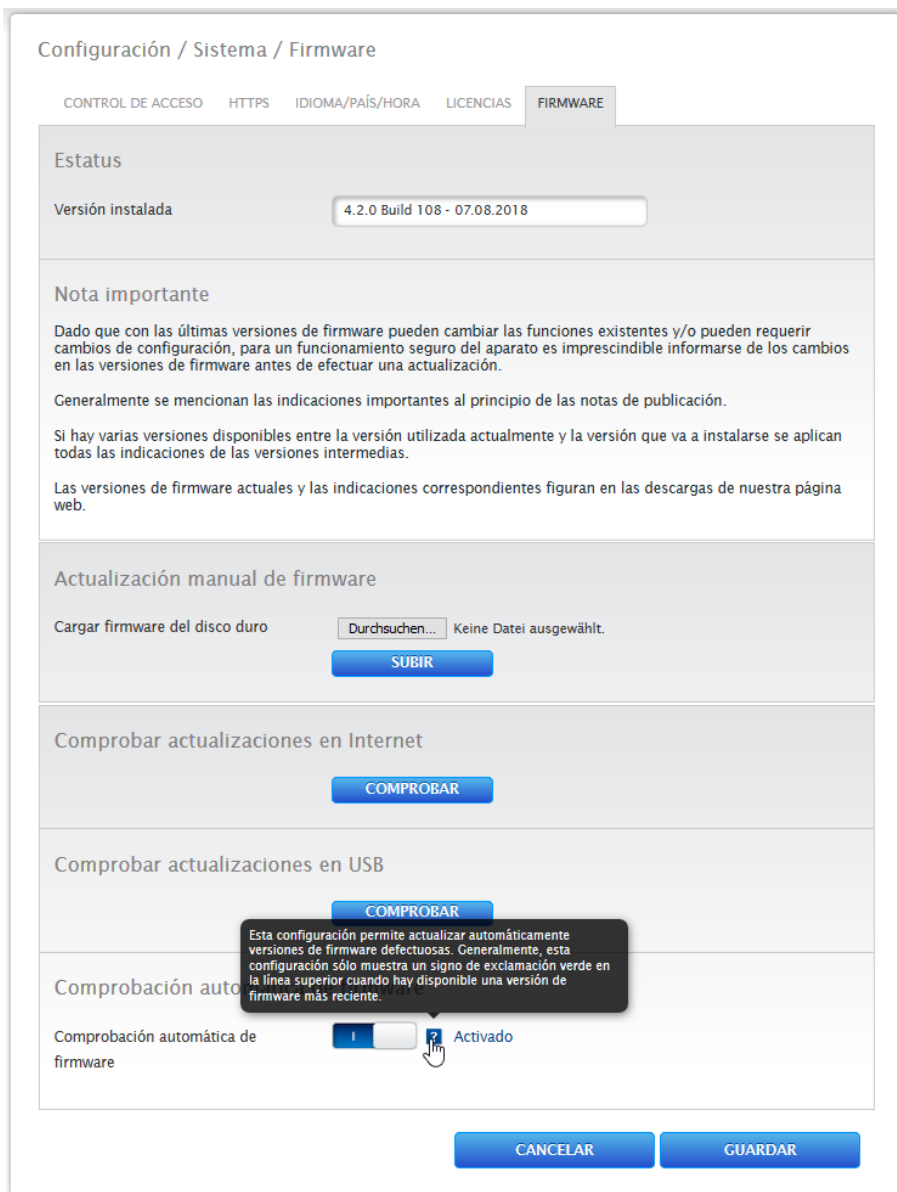 Configuración / Sistema / Firmware
CONTROL DE ACCESO HTTPS IDIOMA/PAÍS/HORA LICENCIAS FIRMWARE
Estatus
Versión instalada 4.2.0 Build 108 - 07.08.2018
Nota importante
Dado que con las últimas versiones de firmware pueden cambiar las funciones existentes y/o pueden requerir
cambios de configuración, para un funcionamiento seguro del aparato es imprescindible informarse de los cambios
en las versiones de firmware antes de efectuar una actualización.
Generalmente se mencionan las indicaciones importantes al principio de las notas de publicación.
Si hay varias versiones disponibles entre la versión utilizada actualmente y la versión que va a instalarse se aplican
todas las indicaciones de las versiones intermedias.
Las versiones de firmware actuales y las indicaciones correspondientes figuran en las descargas de nuestra página
web.
Actualización manual de firmware
Cargar firmware del disco duro Durchsuchen... Keine Datei ausgewählt.
SUBIR
Comprobar actualizaciones en Internet
COMPROBAR
Comprobar actualizaciones en USB
COMPROBAR
Esta configuración permite actualizar automáticamente
versiones de firmware defectuosas. Generalmente, esta
configuración sólo muestra un signo de exclamación verde en
la línea superior cuando hay disponible una versión de
firmware más reciente.
Comprobación
Comprobación automática de I ? Activado
firmware
CANCELAR GUARDAR